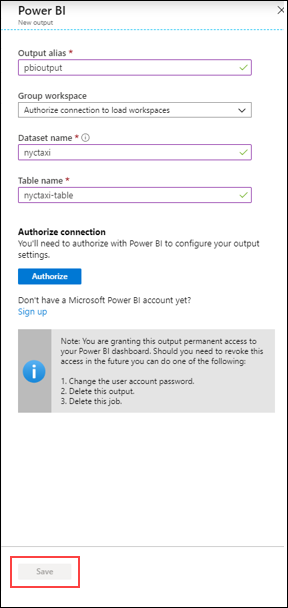 Power BI
New output
Output alias *
pbioutput
Group workspace
Authorize connection to load workspaces
Dataset name *
nyctaxi
Table name *
nyctaxi-table
Authorize connection
You'll need to authorize with Power BI to configure your output
settings.
Authorize
Don't have a Microsoft Power BI account yet?
Sign up
Note: You are granting this output permanent access to
your Power BI dashboard. Should you need to revoke this
access in the future you can do one of the following:
1. Change the user account password.
2. Delete this output.
3. Delete this job.
Save